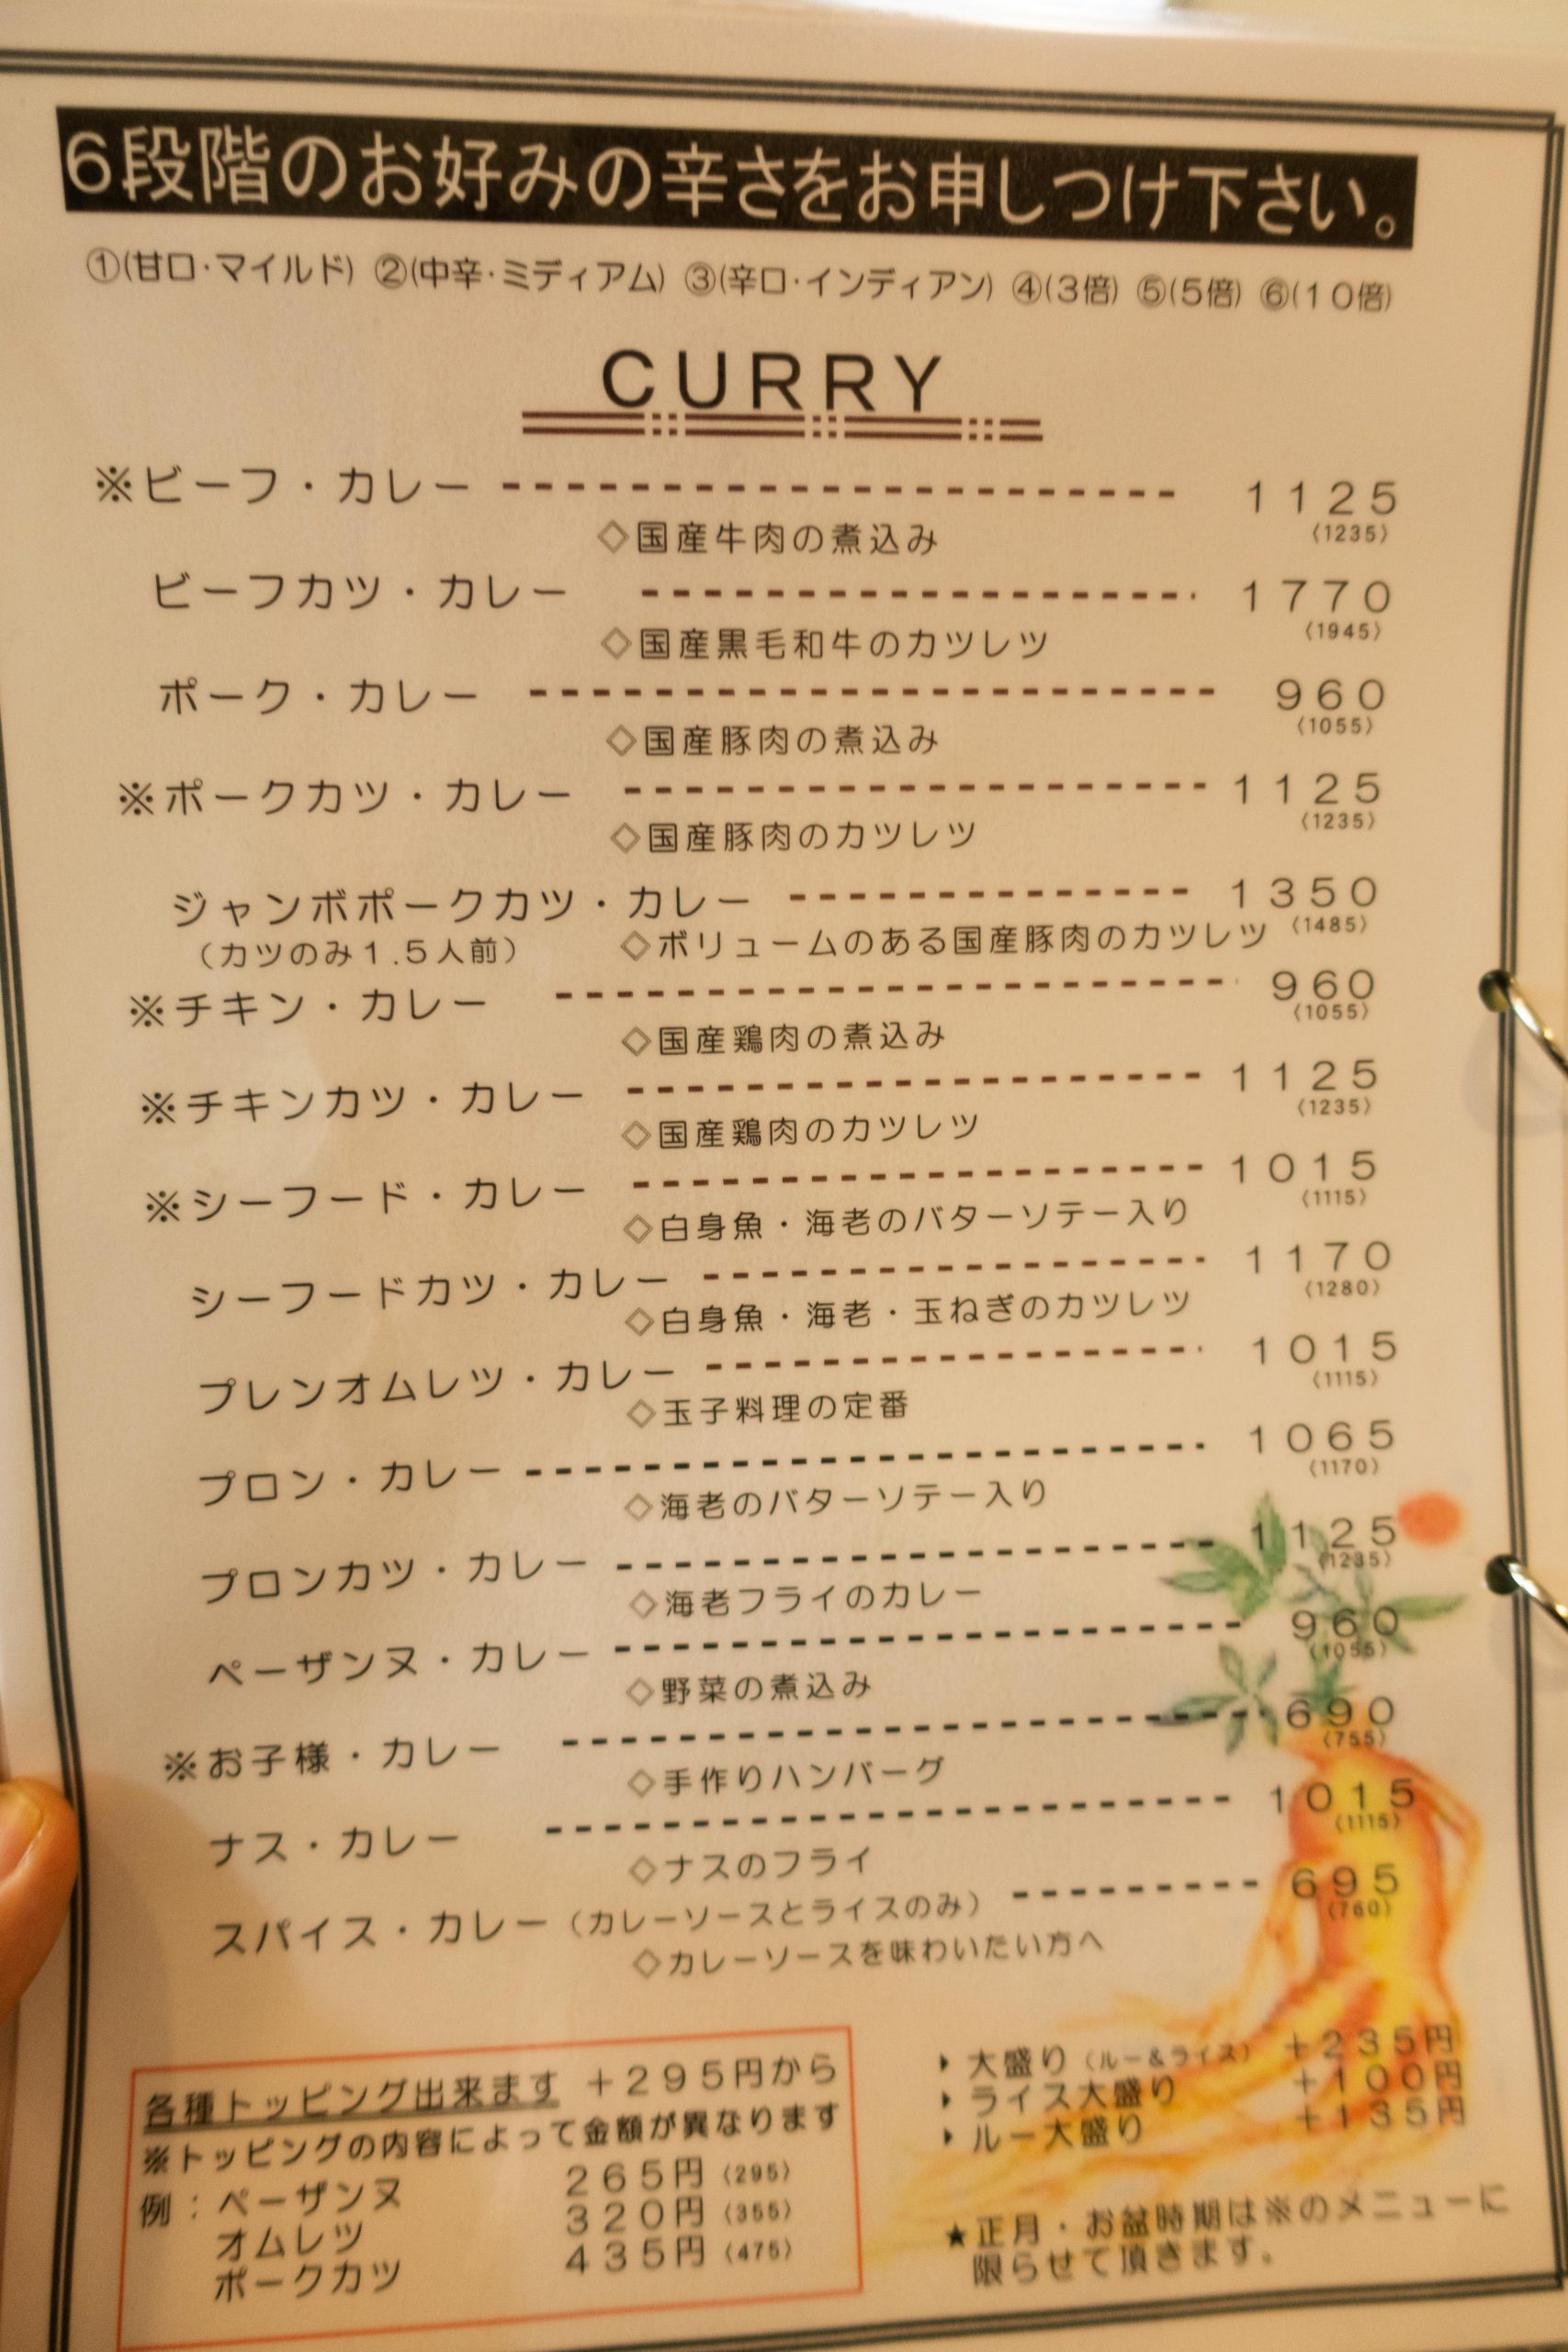 6段階のお好みの辛さをお申しつけ下さい。
①(甘口・マイルド) ②(中辛・ミディアム) ③(辛口・インディアン) ④(3倍) ⑤(5倍) ⑥(10倍)
CURRY
※ビーフ・カレー 1125
◇国産牛肉の煮込み (1235)
ビーフカツ・カレー 1770
◇国産黒毛和牛のカツレツ (1945)
ポーク・カレー 960
◇国産豚肉の煮込み (1055)
※ポークカツ・カレー 1125
◇国産豚肉のカツレツ (1235)
ジャンボポークカツ・カレー 1350
(カツのみ1.5人前) ◇ボリュームのある国産豚肉のカツレツ (1485)
※チキン・カレー 960
◇国産鶏肉の煮込み (1055)
※チキンカツ・カレー 1125
◇国産鶏肉のカツレツ (1235)
※シーフード・カレー 1015
◇白身魚・海老のバターソテー入り (1115)
シーフードカツ・カレー 1170
◇白身魚・海老・玉ねぎのカツレツ (1280)
プレンオムレツ・カレー 1015
◇玉子料理の定番 (1115)
プロン・カレー 1065
◇海老のバターソテー入り (1170)
プロンカツ・カレー 1125
◇海老フライのカレー (1235)
ペーザンヌ・カレー 960
◇野菜の煮込み (1055)
※お子様・カレー 690
◇手作りハンバーグ (755)
ナス・カレー 1015
◇ナスのフライ (1115)
スパイス・カレー(カレーソースとライスのみ) 695
◇カレーソースを味わいたい方へ (760)
各種トッピング出来ます +295円から
※トッピングの内容によって金額が異なります
例:ペーザンヌ 265円 (295)
オムレツ 320円 (355)
ポークカツ 435円 (475)
大盛り(ルー&ライス) +235円
ライス大盛り +100円
ルー大盛り +135円
★正月・お盆時期は※のメニューに
限らせて頂きます。